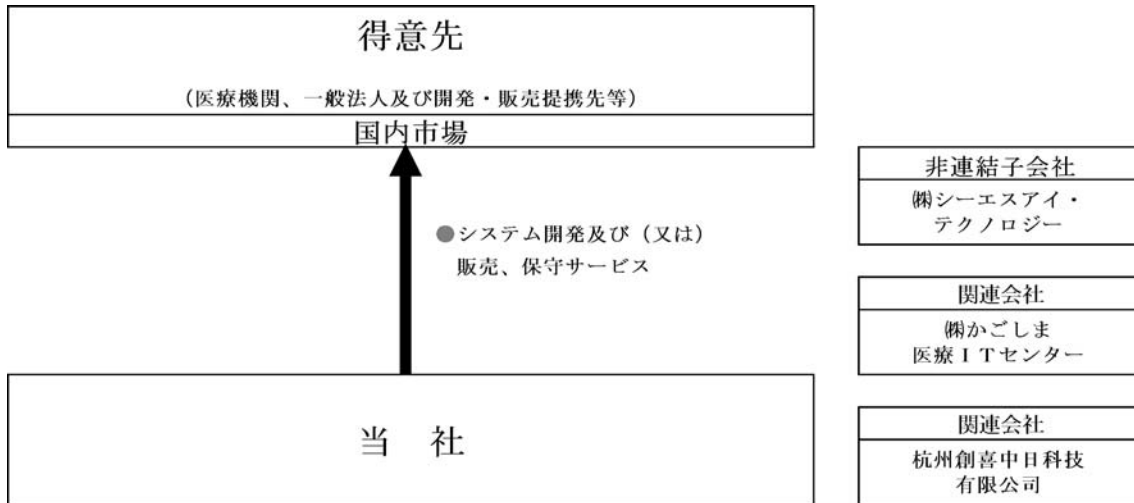 得意先
(医療機関、一般法人及び開発・販売提携先等)
国内市場
●システム開発及び(又は)
販売、保守サービス
当 社
非連結子会社
㈱シーエスアイ・
テクノロジー
関連会社
㈱かごしま
医療ITセンター
関連会社
杭州創喜中日科技
有限公司